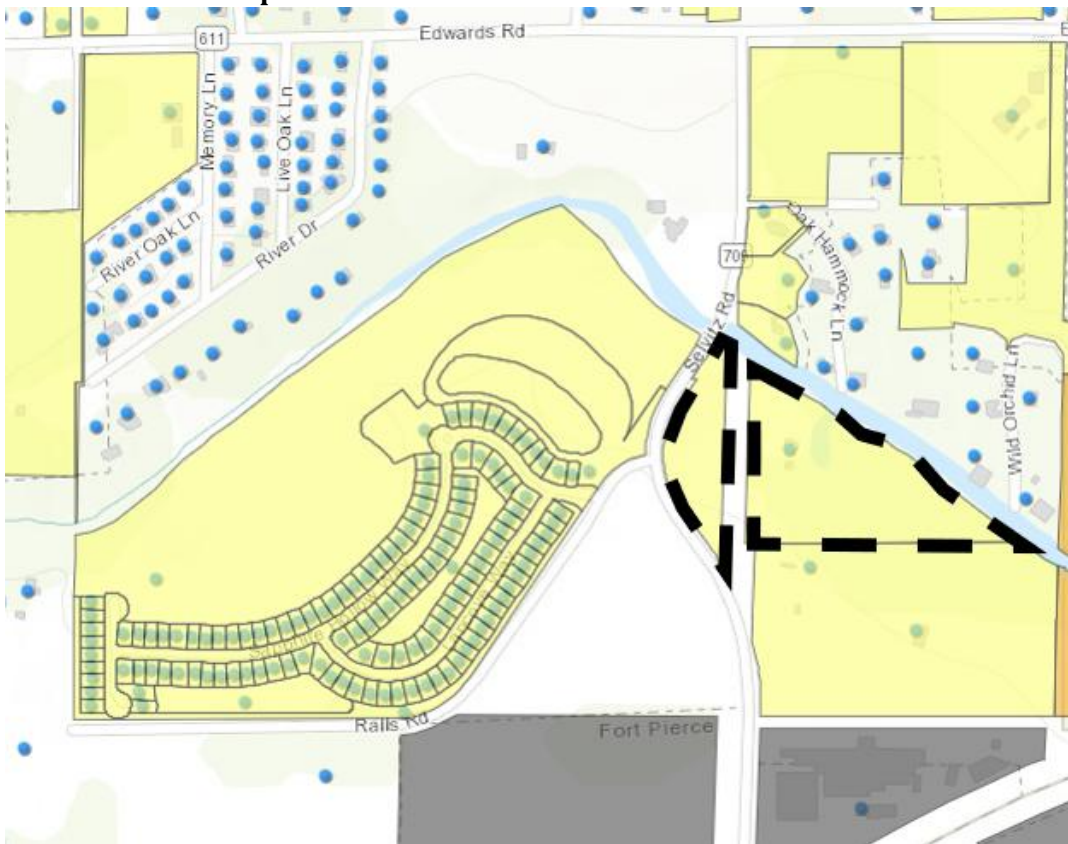 611
Edwards Rd
Memory Ln
Live Oak Ln
River Oak Ln
River Dr
Oak Hammock Ln
709
Selvitz Rd
Wild Orchid Ln
Ralls Rd
Fort Pierce